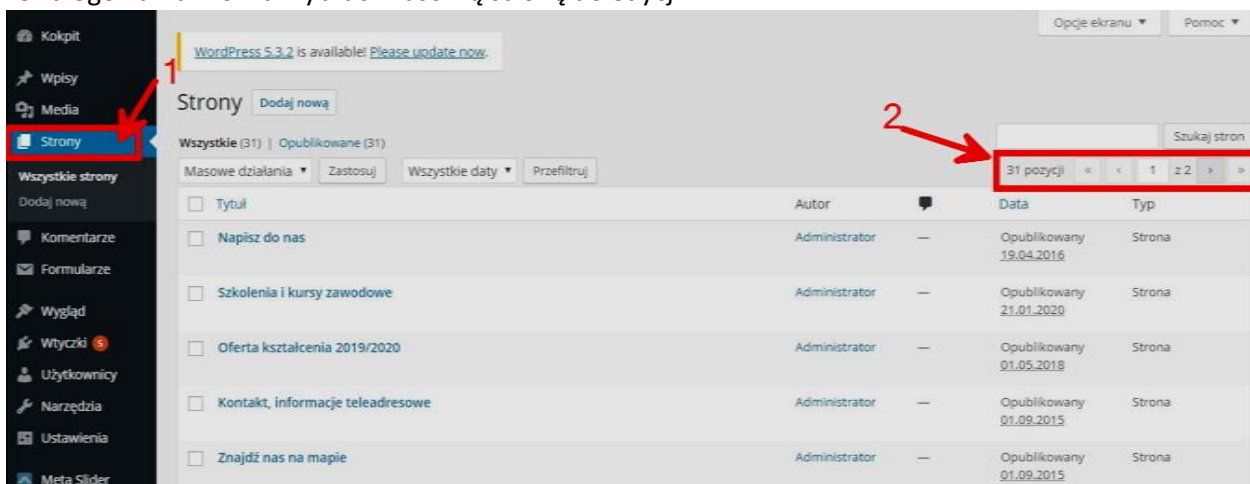 Kokpit
Wpisy
Media
Strony
Wszystkie strony
Dodaj nową
Komentarze
Formularze
Wygląd
Wtyczki 5
Użytkownicy
Narzędzia
Ustawienia
Meta Slider
1
Opcje ekranu Pomoc
WordPress 5.3.2 is available! Please update now.
Strony Dodaj nową
2
Wszystkie (31) | Opublikowane (31)
Szukaj stron
Masowe działania Zastosuj Wszystkie daty Przefiltruj
31 pozycji « ‹ 1 z 2 › »
Tytuł Autor Data Typ
Napisz do nas Administrator — Opublikowany Strona
19.04.2016
Szkolenia i kursy zawodowe Administrator — Opublikowany Strona
21.01.2020
Oferta kształcenia 2019/2020 Administrator — Opublikowany Strona
01.05.2018
Kontakt, informacje teleadresowe Administrator — Opublikowany Strona
01.09.2015
Znajdź nas na mapie Administrator — Opublikowany Strona
01.09.2015